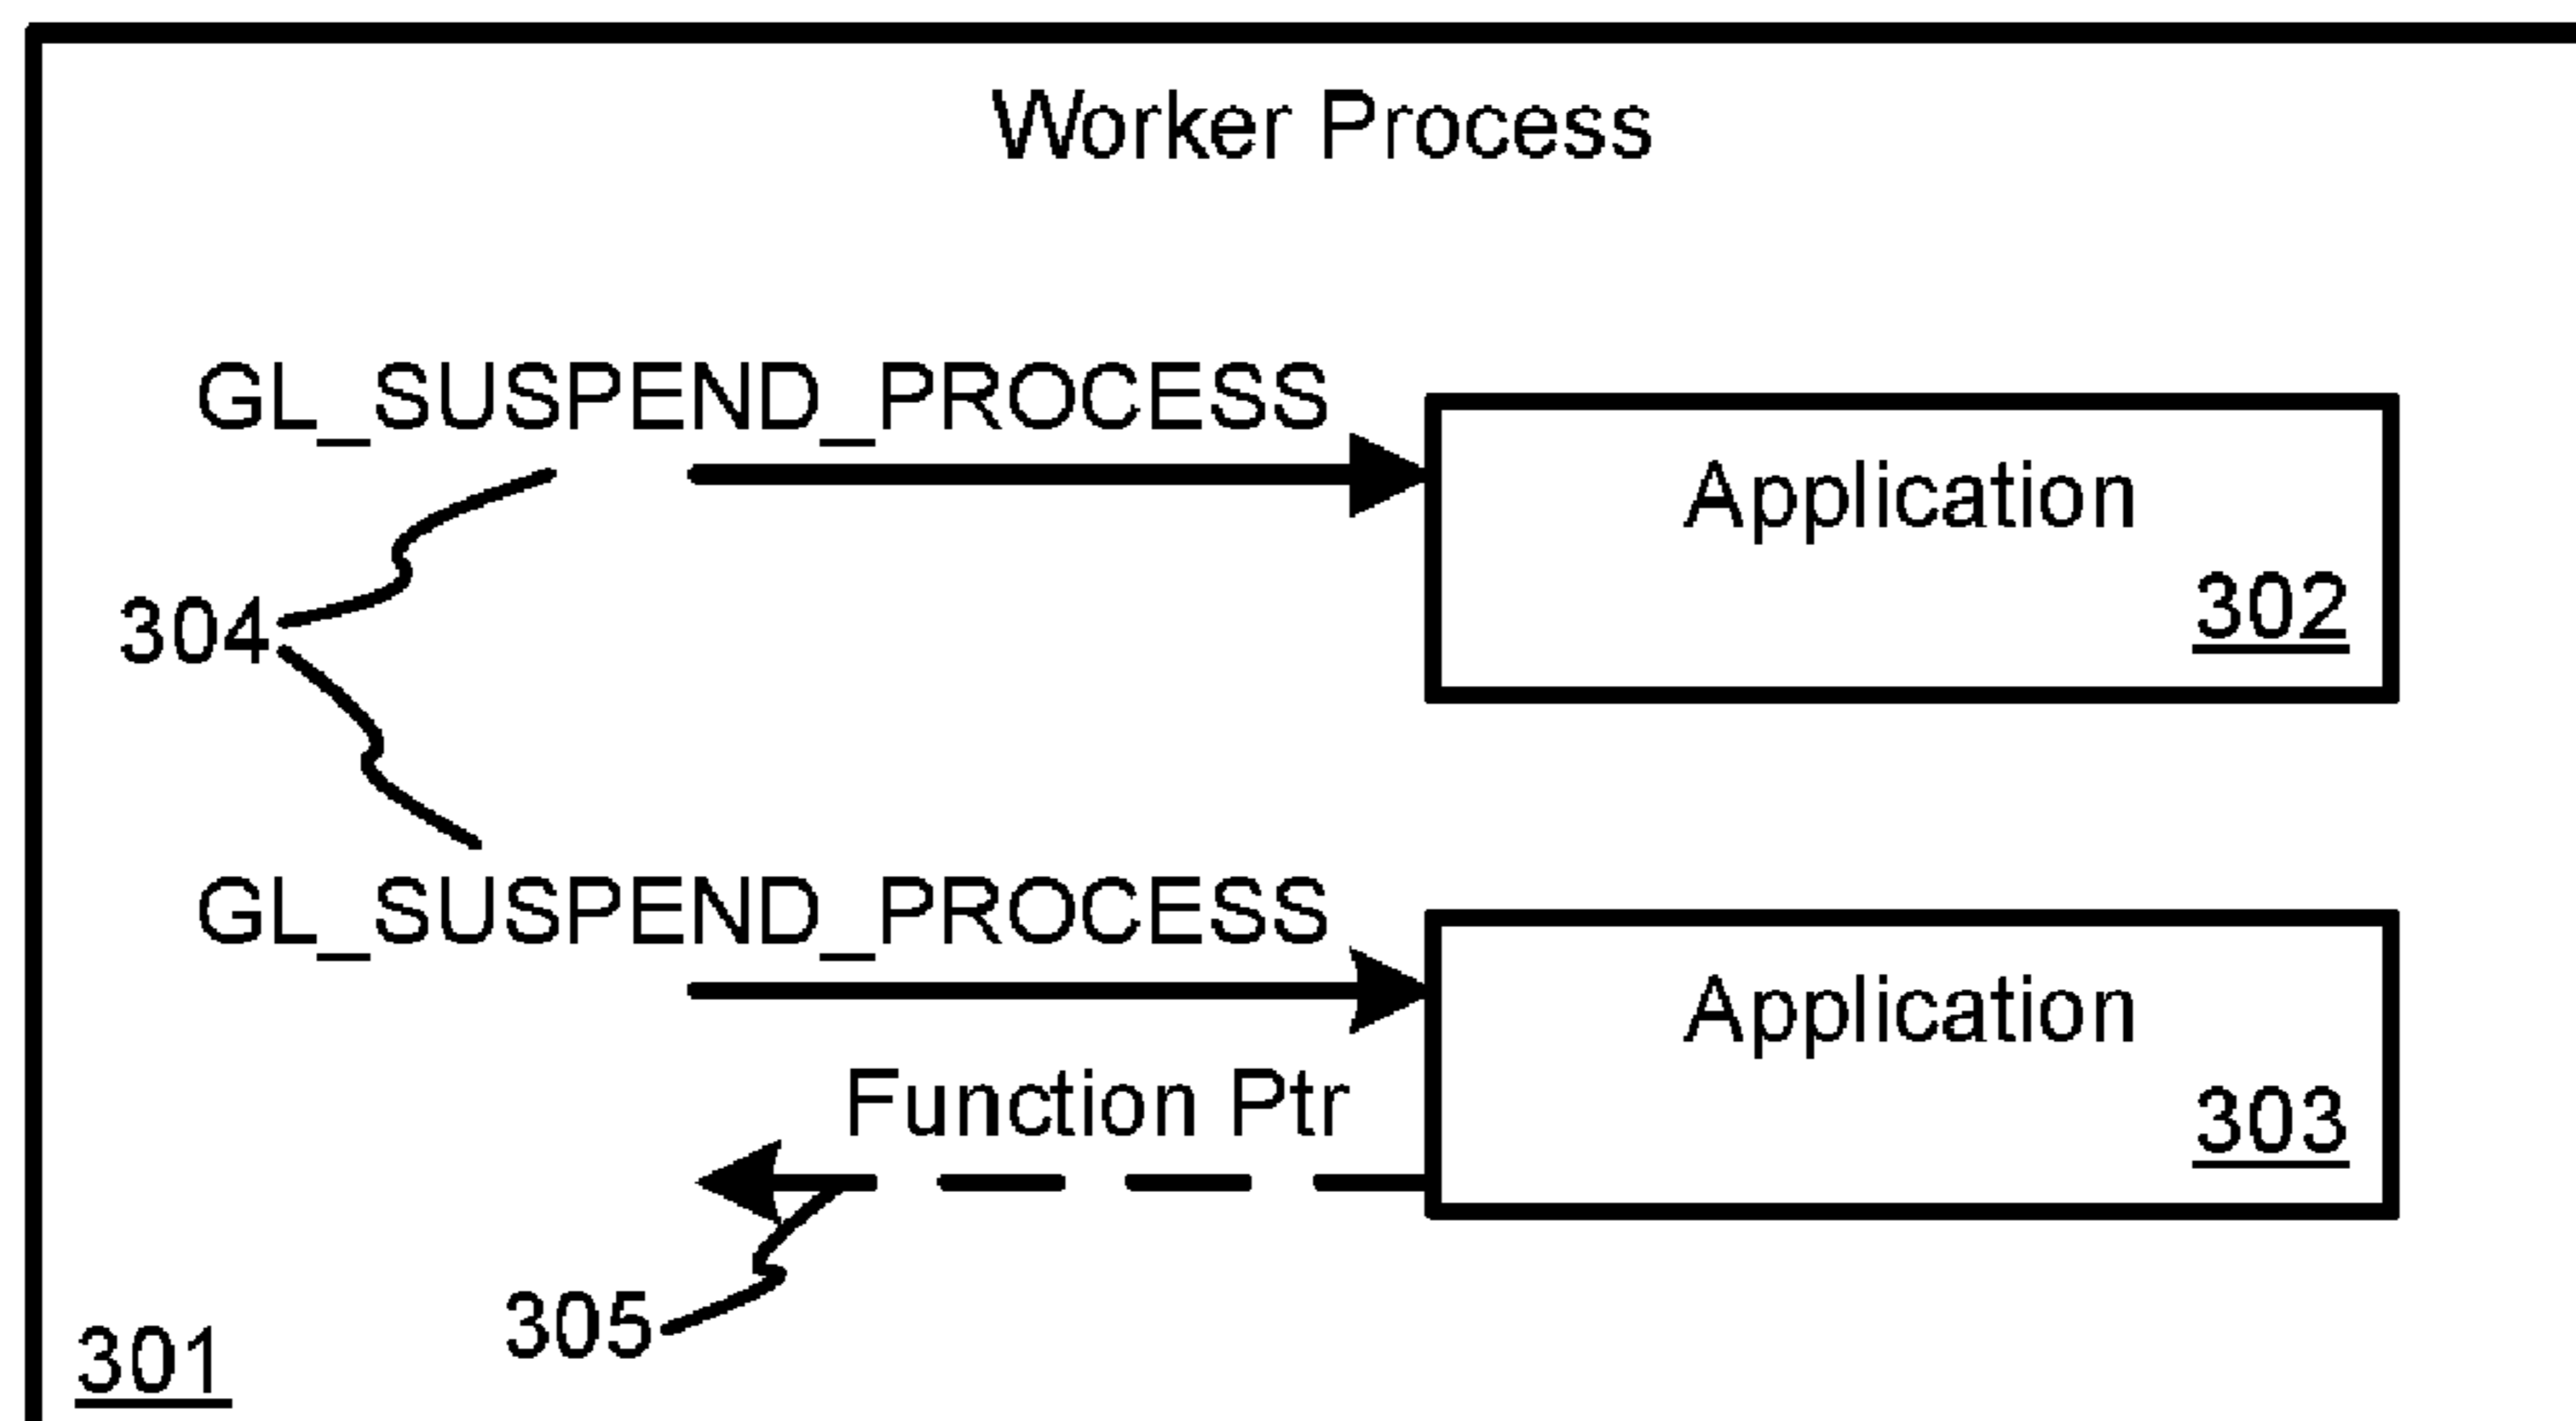 Worker Process
GL_SUSPEND_PROCESS
Application
302
304
GL_SUSPEND_PROCESS
Application
Function Ptr
303
305
301